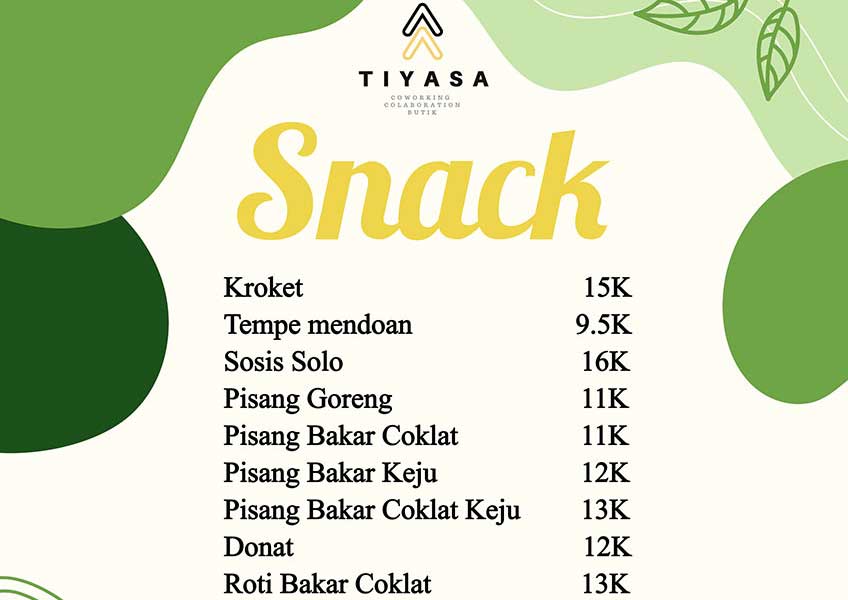 TIYASA
COWORKING
COLABORATION
BUTIK
Snack
Kroket 15K
Tempe mendoan 9.5K
Sosis Solo 16K
Pisang Goreng 11K
Pisang Bakar Coklat 11K
Pisang Bakar Keju 12K
Pisang Bakar Coklat Keju 13K
Donat 12K
Roti Bakar Coklat 13K